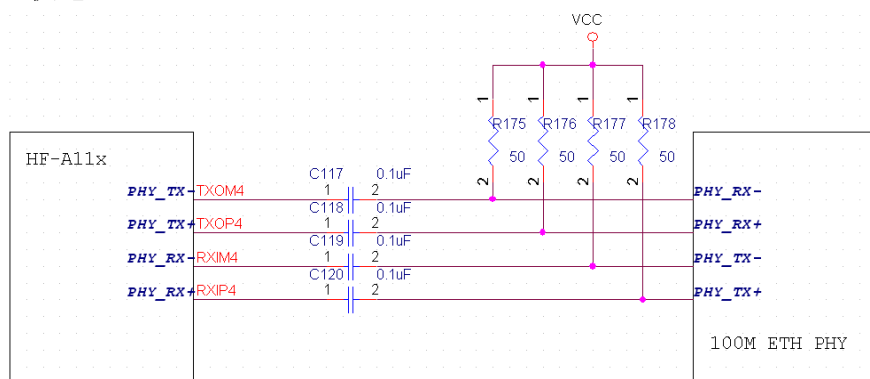 VCC
1 1 1 1
R175 R176 R177 R178
50 50 50 50
2 2 2 2
HF-A11x
C117 0.1uF
PHY_TX- TXOM4 1 2 PHY_RX-
C118 0.1uF
PHY_TX+ TXOP4 1 2 PHY_RX+
C119 0.1uF
PHY_RX- RXIM4 1 2 PHY_TX-
C120 0.1uF
PHY_RX+ RXIP4 1 2 PHY_TX+
100M ETH PHY